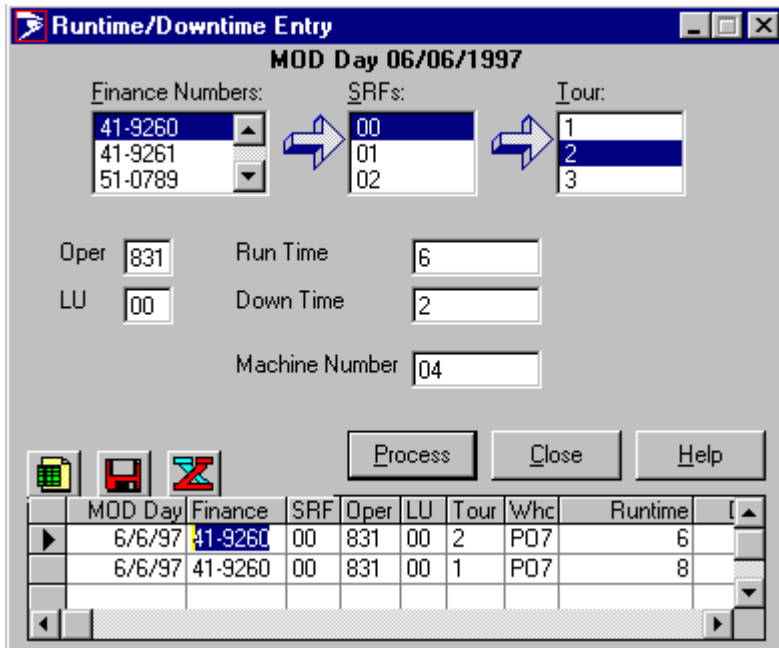 Runtime/Downtime Entry
MOD Day 06/06/1997
Finance Numbers: SRFs: Tour:
41-9260 00 1
41-9261 01 2
51-0789 02 3
Oper 831 Run Time 6
LU 00 Down Time 2
Machine Number 04
Process Close Help
MOD Day Finance SRF Oper LU Tour Whc Runtime D
6/6/97 41-9260 00 831 00 2 P07 6
6/6/97 41-9260 00 831 00 1 P07 8